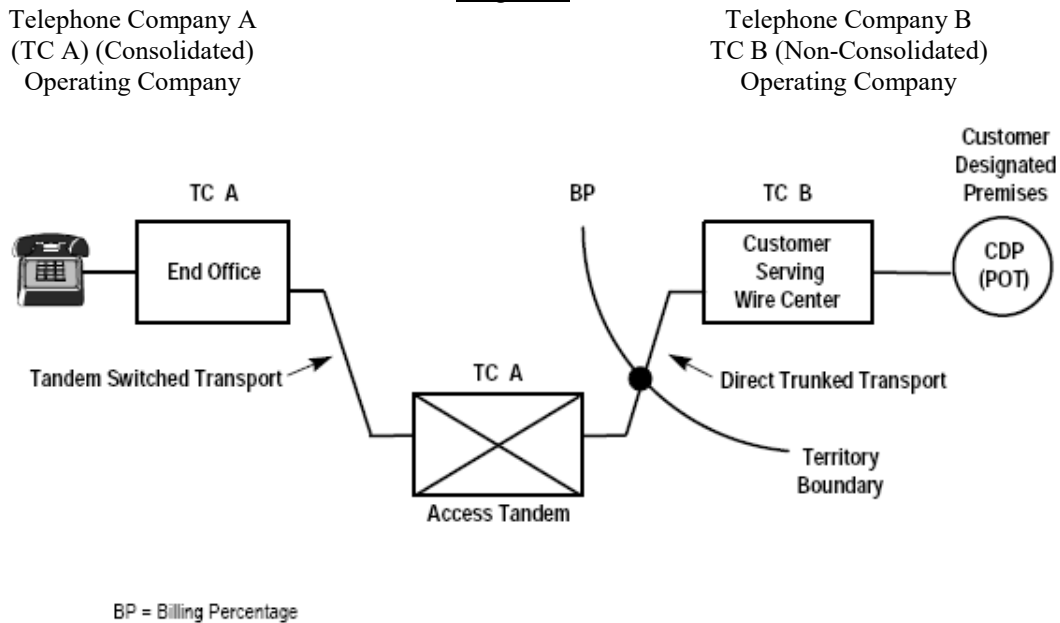 Telephone Company A
(TC A) (Consolidated)
Operating Company
Telephone Company B
TC B (Non-Consolidated)
Operating Company
Customer
Designated
Premises
TC A
BP
TC B
End Office
Customer
Serving
Wire Center
CDP
(POT)
Tandem Switched Transport
TC A
Direct Trunked Transport
Territory
Boundary
Access Tandem
BP = Billing Percentage